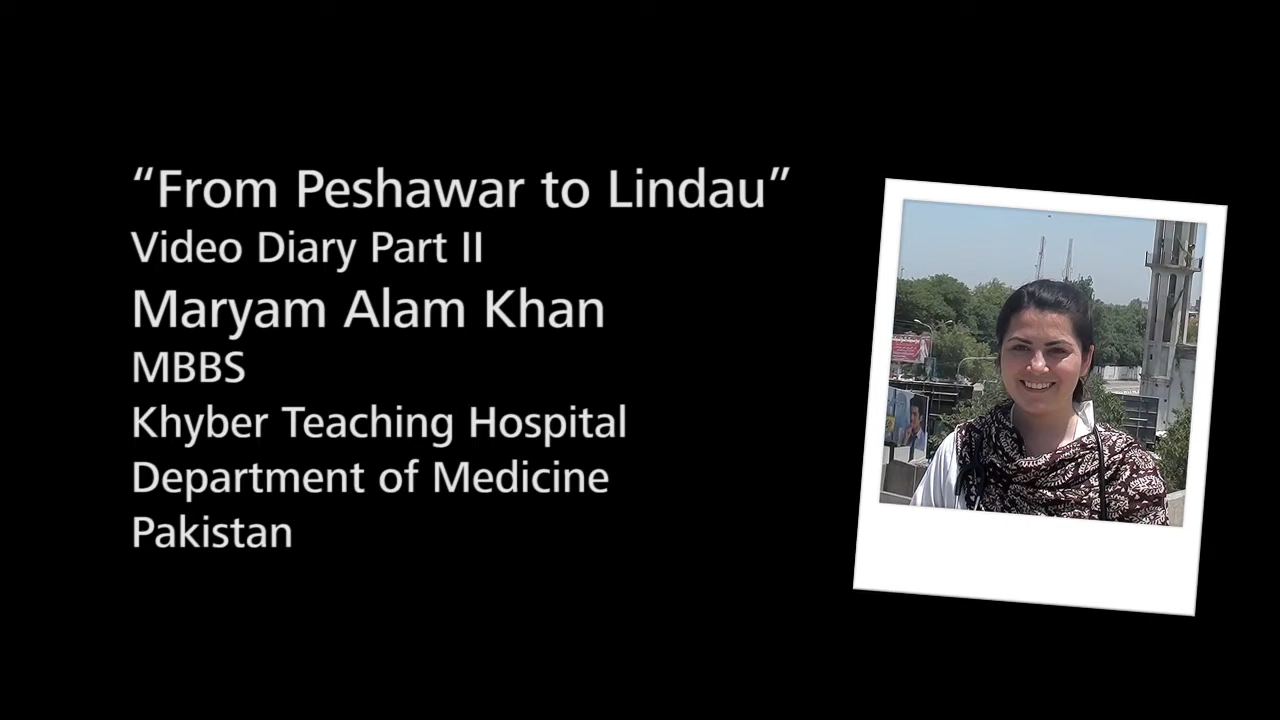 “From Peshawar to Lindau”
Video Diary Part II
Maryam Alam Khan
MBBS
Khyber Teaching Hospital
Department of Medicine
Pakistan